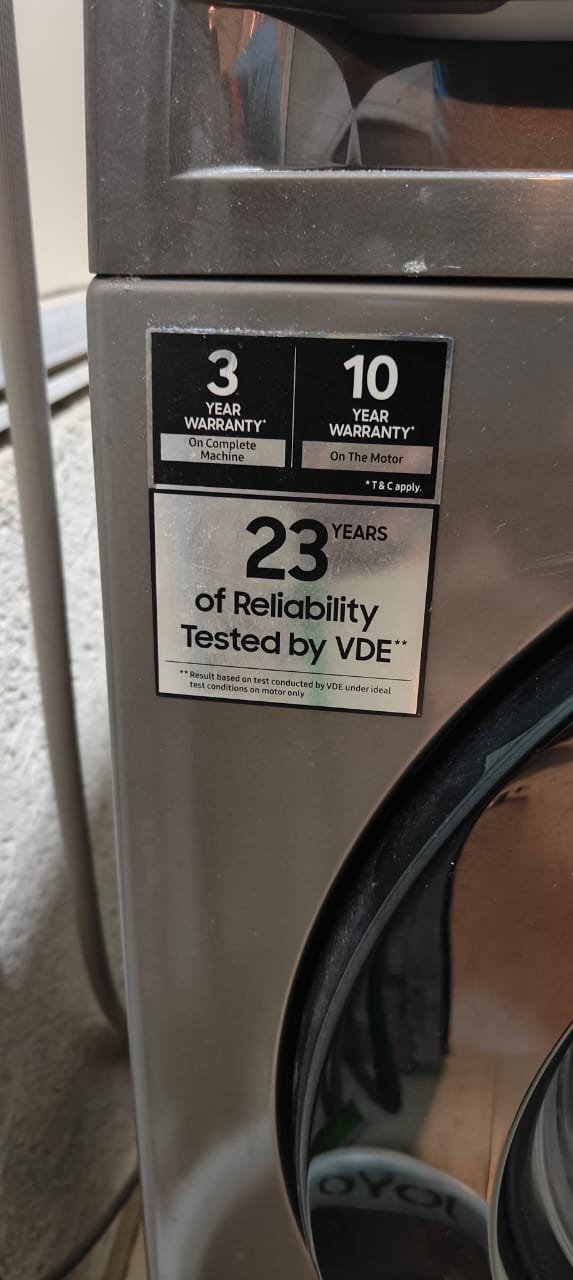 3
YEAR
WARRANTY*
On Complete
Machine
10
YEAR
WARRANTY*
On The Motor
*T & C apply.
23 YEARS
of Reliability
Tested by VDE**
** Result based on test conducted by VDE under ideal
test conditions on motor only